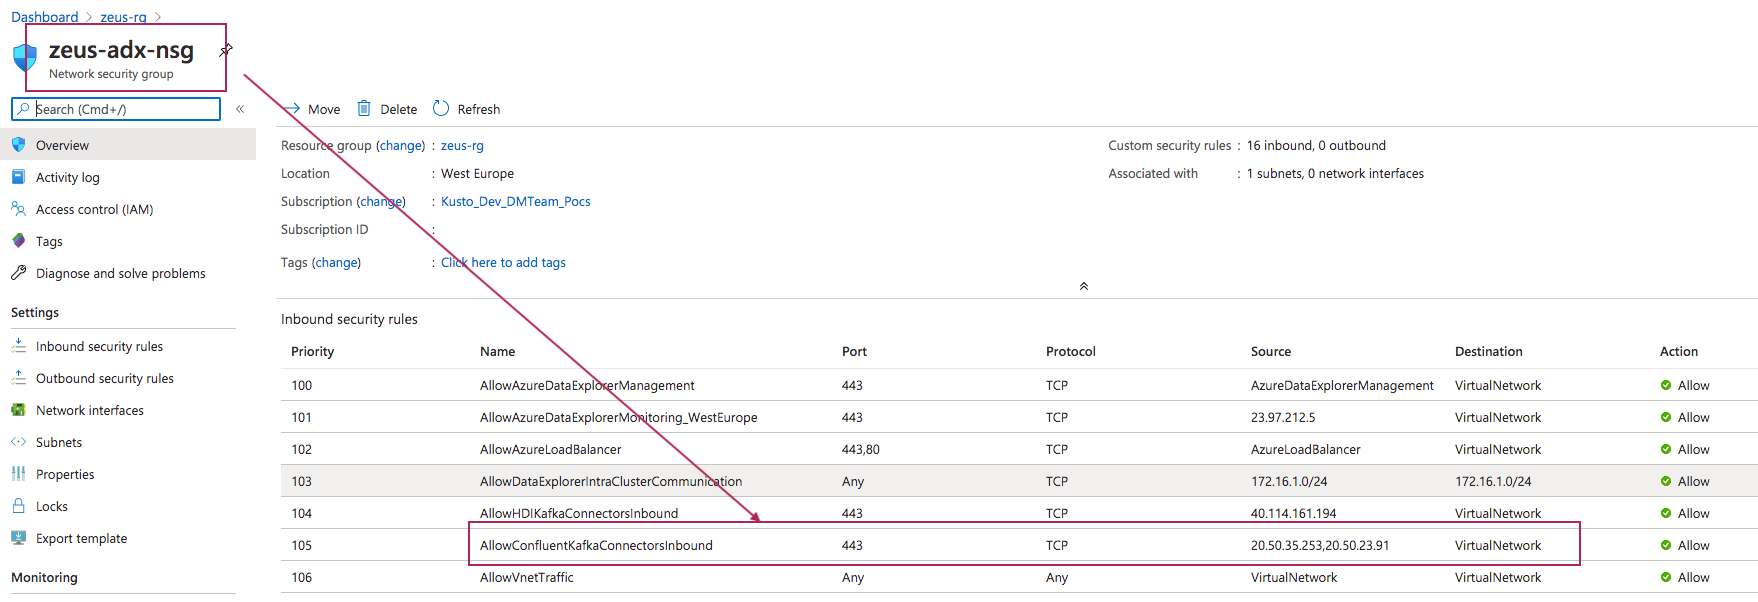 Dashboard > zeus-rg >
zeus-adx-nsg
Network security group
Search (Cmd+/)
«
Overview
Activity log
Access control (IAM)
Tags
Diagnose and solve problems
Settings
Inbound security rules
Outbound security rules
Network interfaces
Subnets
Properties
Locks
Export template
Monitoring
Move Delete Refresh
Resource group (change) : zeus-rg
Location : West Europe
Subscription (change) : Kusto_Dev_DMTeam_Pocs
Subscription ID :
Tags (change) : Click here to add tags
Custom security rules : 16 inbound, 0 outbound
Associated with : 1 subnets, 0 network interfaces
Inbound security rules
Priority Name Port Protocol Source Destination Action
100 AllowAzureDataExplorerManagement 443 TCP AzureDataExplorerManagement VirtualNetwork Allow
101 AllowAzureDataExplorerMonitoring_WestEurope 443 TCP 23.97.212.5 VirtualNetwork Allow
102 AllowAzureLoadBalancer 443,80 TCP AzureLoadBalancer VirtualNetwork Allow
103 AllowDataExplorerIntraClusterCommunication Any TCP 172.16.1.0/24 172.16.1.0/24 Allow
104 AllowHDIKafkaConnectorsInbound 443 TCP 40.114.161.194 VirtualNetwork Allow
105 AllowConfluentKafkaConnectorsInbound 443 TCP 20.50.35.253,20.50.23.91 VirtualNetwork Allow
106 AllowVnetTraffic Any Any VirtualNetwork VirtualNetwork Allow